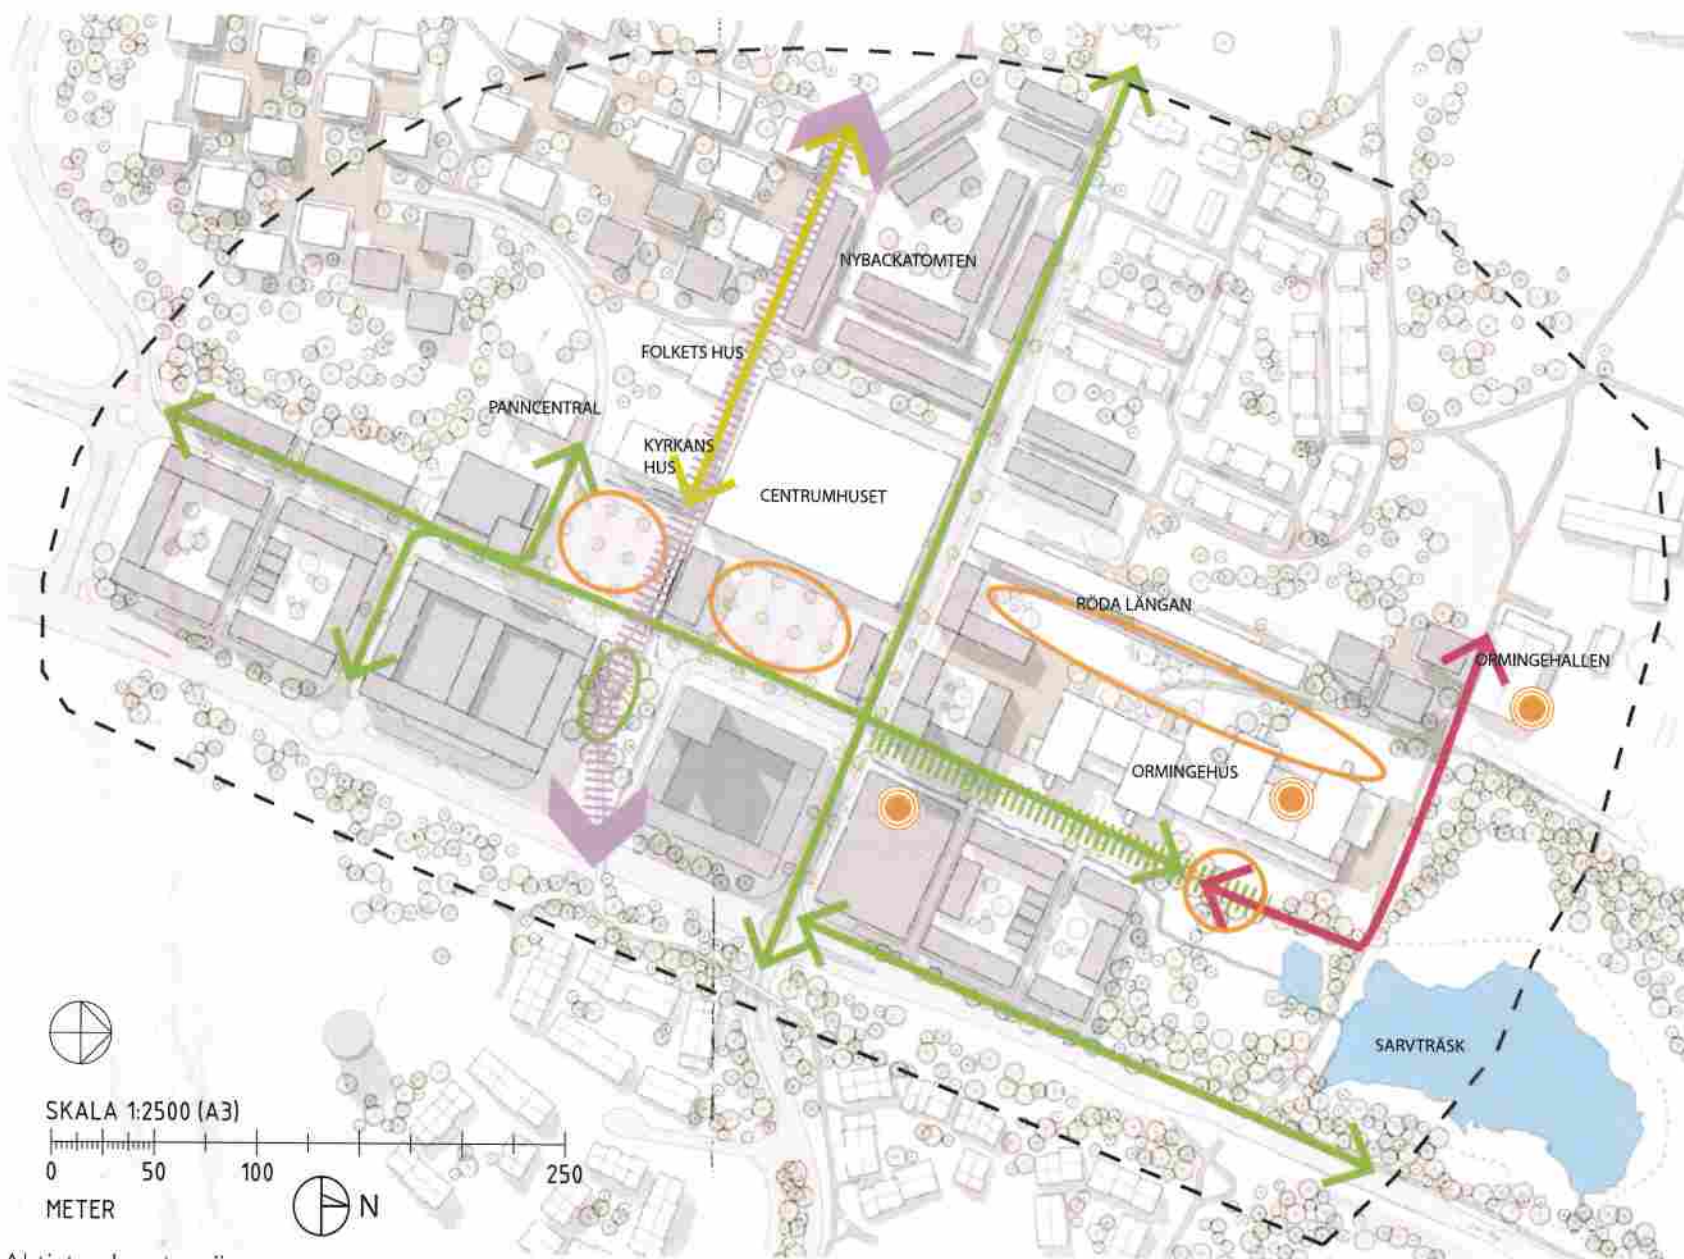 NYBACKATOMTEN
FOLKETS HUS
PANNCENTRAL
KYRKANS
HUS
CENTRUMHUSET
RÖDA LÄNGAN
ORMINGEHALLEN
ORMINGEHUS
SARVTRÄSK
SKALA 1:2500 (A3)
0 50 100 250
METER
N